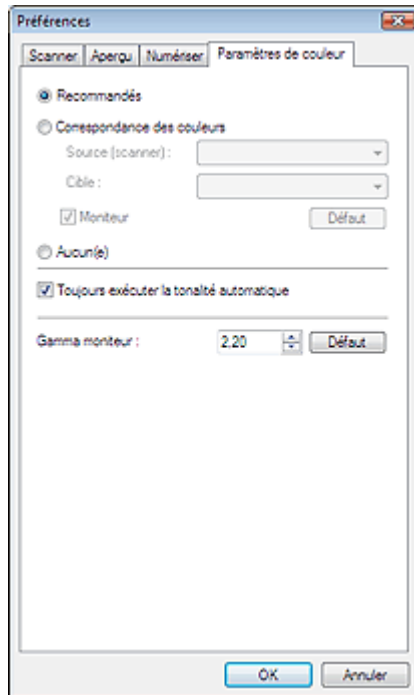 Préférences
Scanner Aperçu Numériser Paramètres de couleur
Recommandés
Correspondance des couleurs
Source (scanner) :
Cible :
Moniteur Défaut
Aucun(e)
Toujours exécuter la tonalité automatique
Gamma moniteur : 2.20 Défaut
OK Annuler